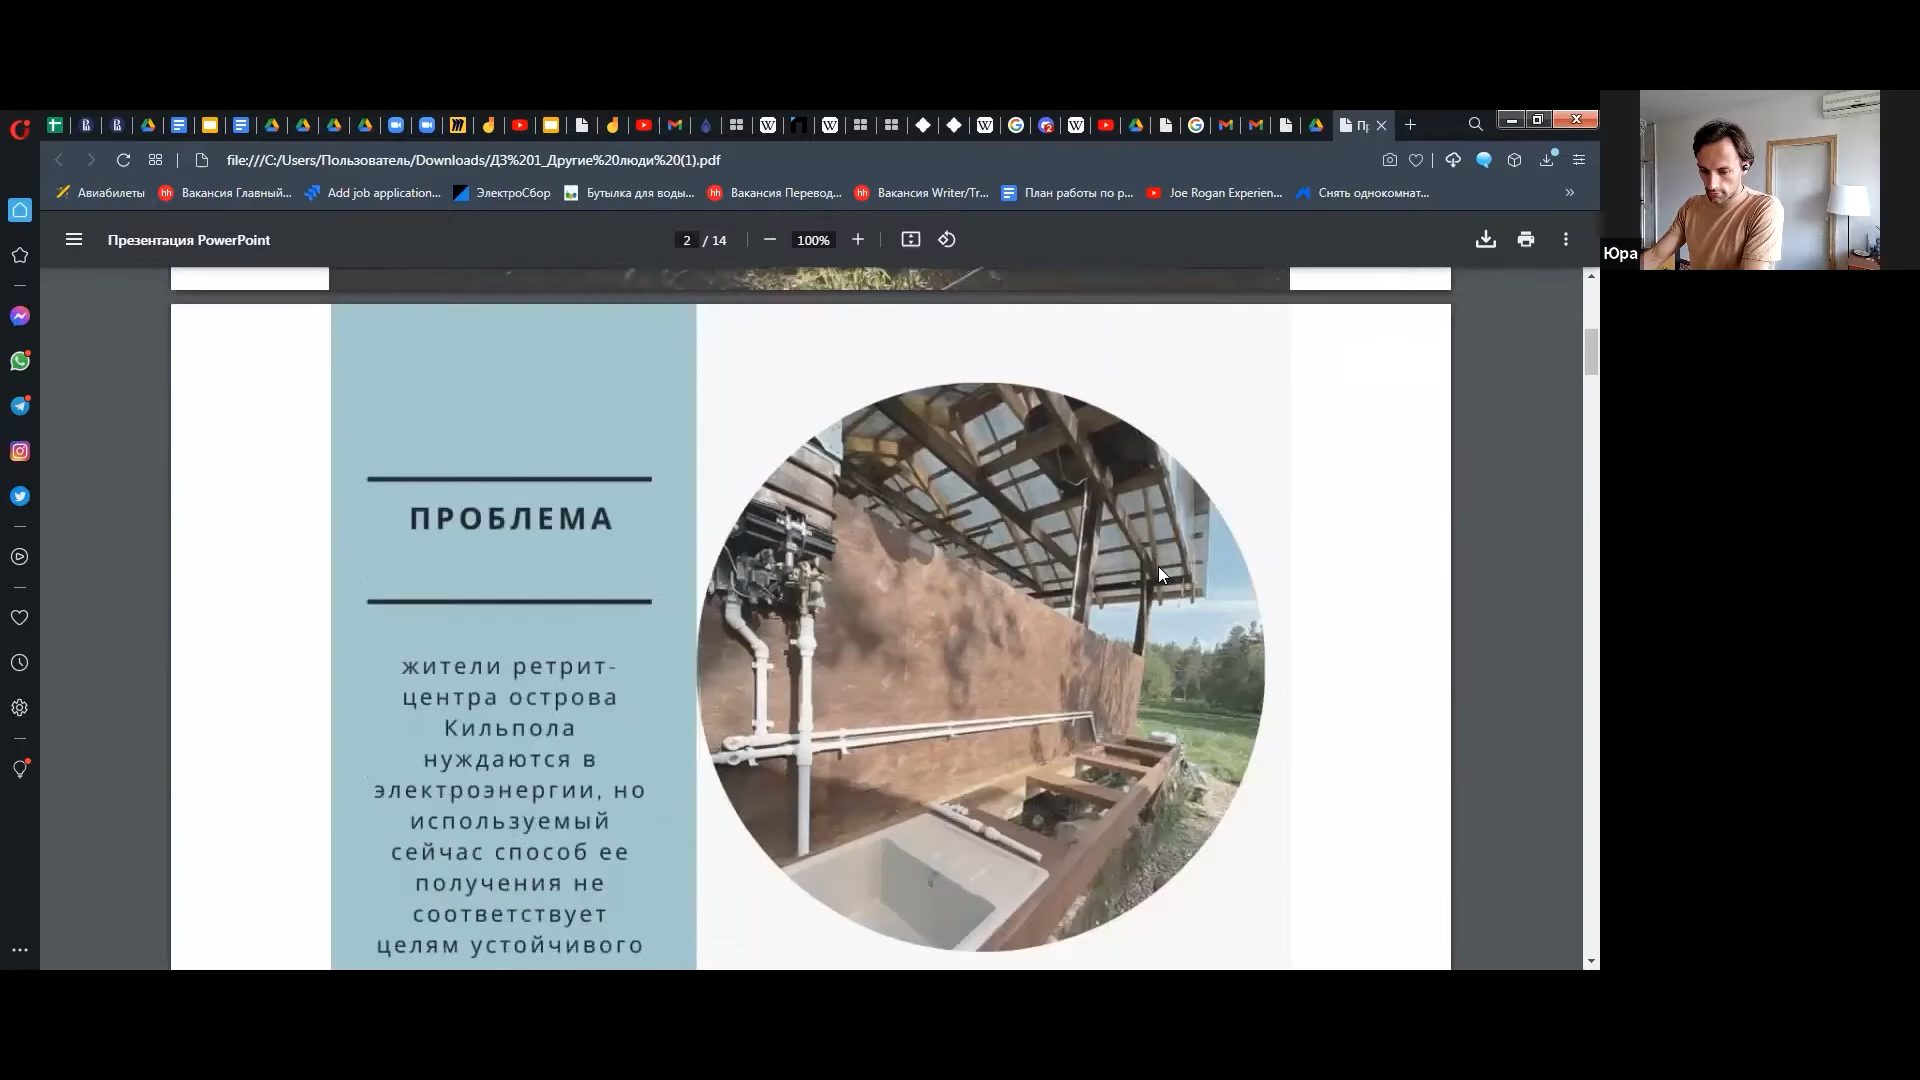 file:///C:/Users/Пользователь/Downloads/ДЗ%201_Другие%20люди%20(1).pdf
Авиабилеты
hh Вакансия Главный...
Add job application...
ЭлектроСбор
Бутылка для воды...
hh Вакансия Перевод...
hh Вакансия Writer/Tr...
План работы по р...
Joe Rogan Experien...
Снять однокомнат...
Презентация PowerPoint
2 / 14
100%
Юра
ПРОБЛЕМА
жители ретрит-
центра острова
Кильпола
нуждаются в
электроэнергии, но
используемый
сейчас способ ее
получения не
соответствует
целям устойчивого